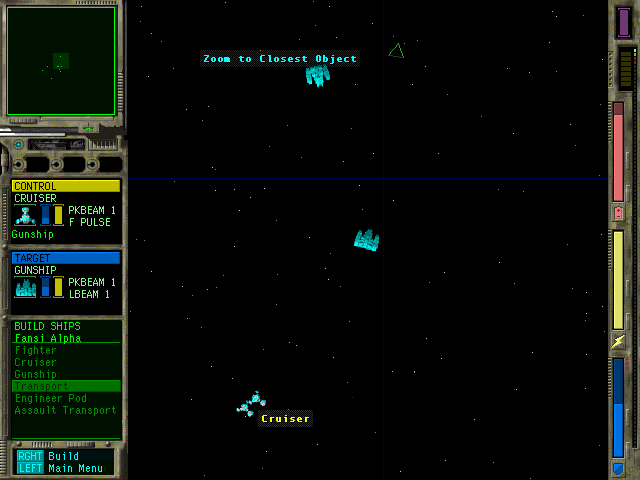 Zoom to Closest Object
CONTROL
CRUISER
PKBEAM 1
F PULSE
Gunship
TARGET
GUNSHIP
PKBEAM 1
LBEAM 1
BUILD SHIPS
Fansi Alpha
Fighter
Cruiser
Gunship
Transport
Engineer Pod
Assault Transport
Cruiser
RGHT Build
LEFT Main Menu